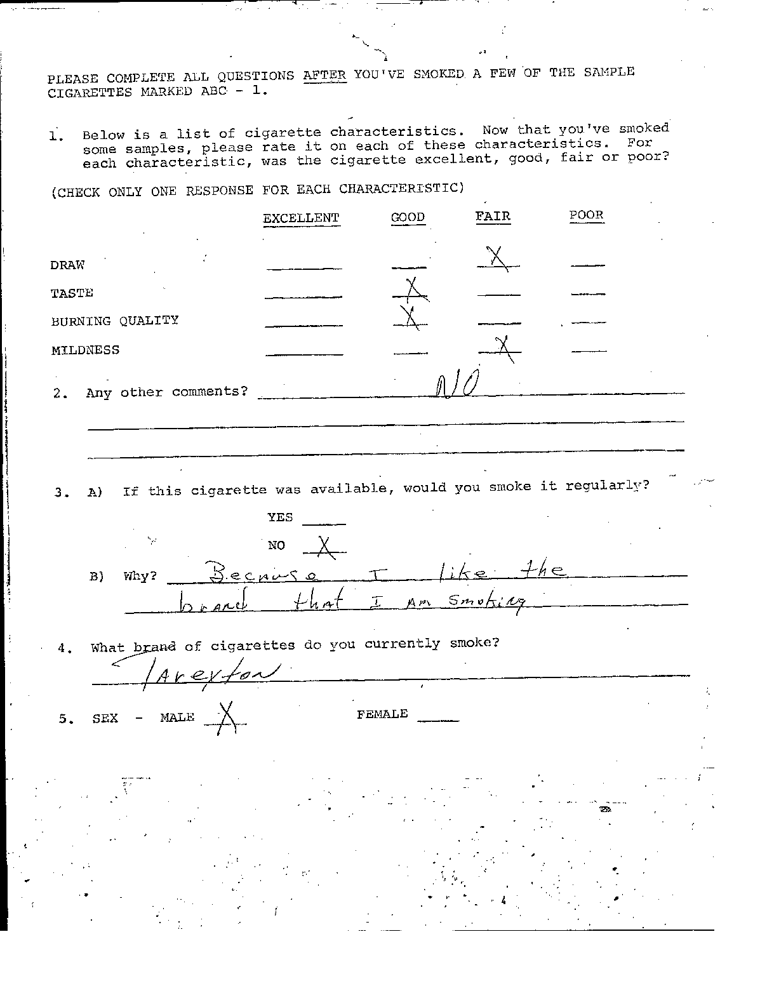 PLEASE COMPLETE ALL QUESTIONS AFTER YOU'VE SMOKED A FEW OF THE SAMPLE
CIGARETTES MARKED ABC - 1.
1. Below is a list of cigarette characteristics. Now that you've smoked
some samples, please rate it on each of these characteristics. For
each characteristic, was the cigarette excellent, good, fair or poor?
(CHECK ONLY ONE RESPONSE FOR EACH CHARACTERISTIC)
EXCELLENT GOOD FAIR POOR
DRAW X
TASTE X
BURNING QUALITY X
MILDNESS X
2. Any other comments? NO
3. A) If this cigarette was available, would you smoke it regularly?
YES
NO X
B) Why? Because I like the
brand that I am smoking
4. What brand of cigarettes do you currently smoke?
Tareyton
5. SEX - MALE X FEMALE